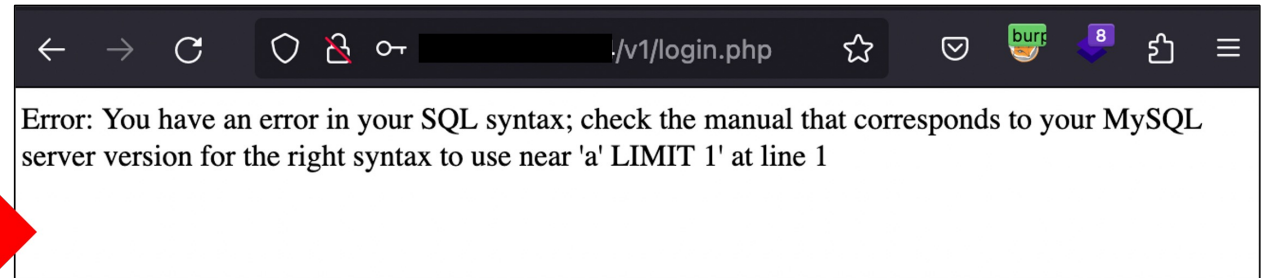 /v1/login.php
burp
8
Error: You have an error in your SQL syntax; check the manual that corresponds to your MySQL
server version for the right syntax to use near 'a' LIMIT 1' at line 1